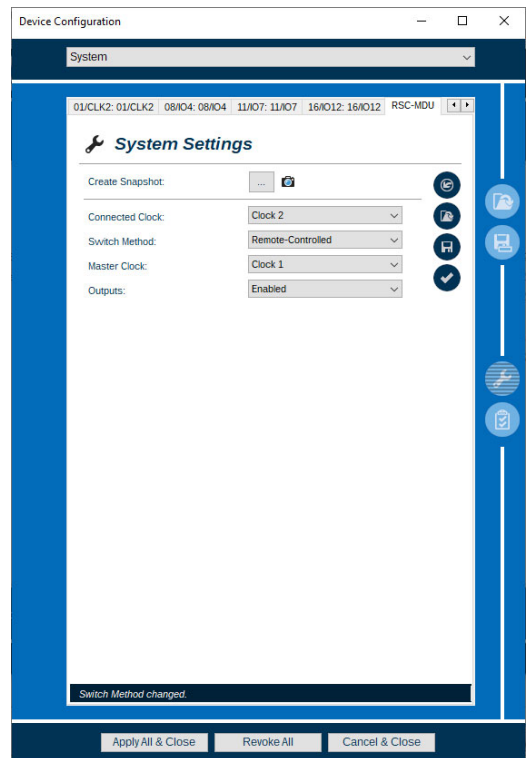 Device Configuration
System
01/CLK2: 01/CLK2 08/IO4: 08/IO4 11/IO7: 11/IO7 16/IO12: 16/IO12 RSC-MDU
System Settings
Create Snapshot: ...
Connected Clock: Clock 2
Switch Method: Remote-Controlled
Master Clock: Clock 1
Outputs: Enabled
Switch Method changed.
Apply All & Close Revoke All Cancel & Close